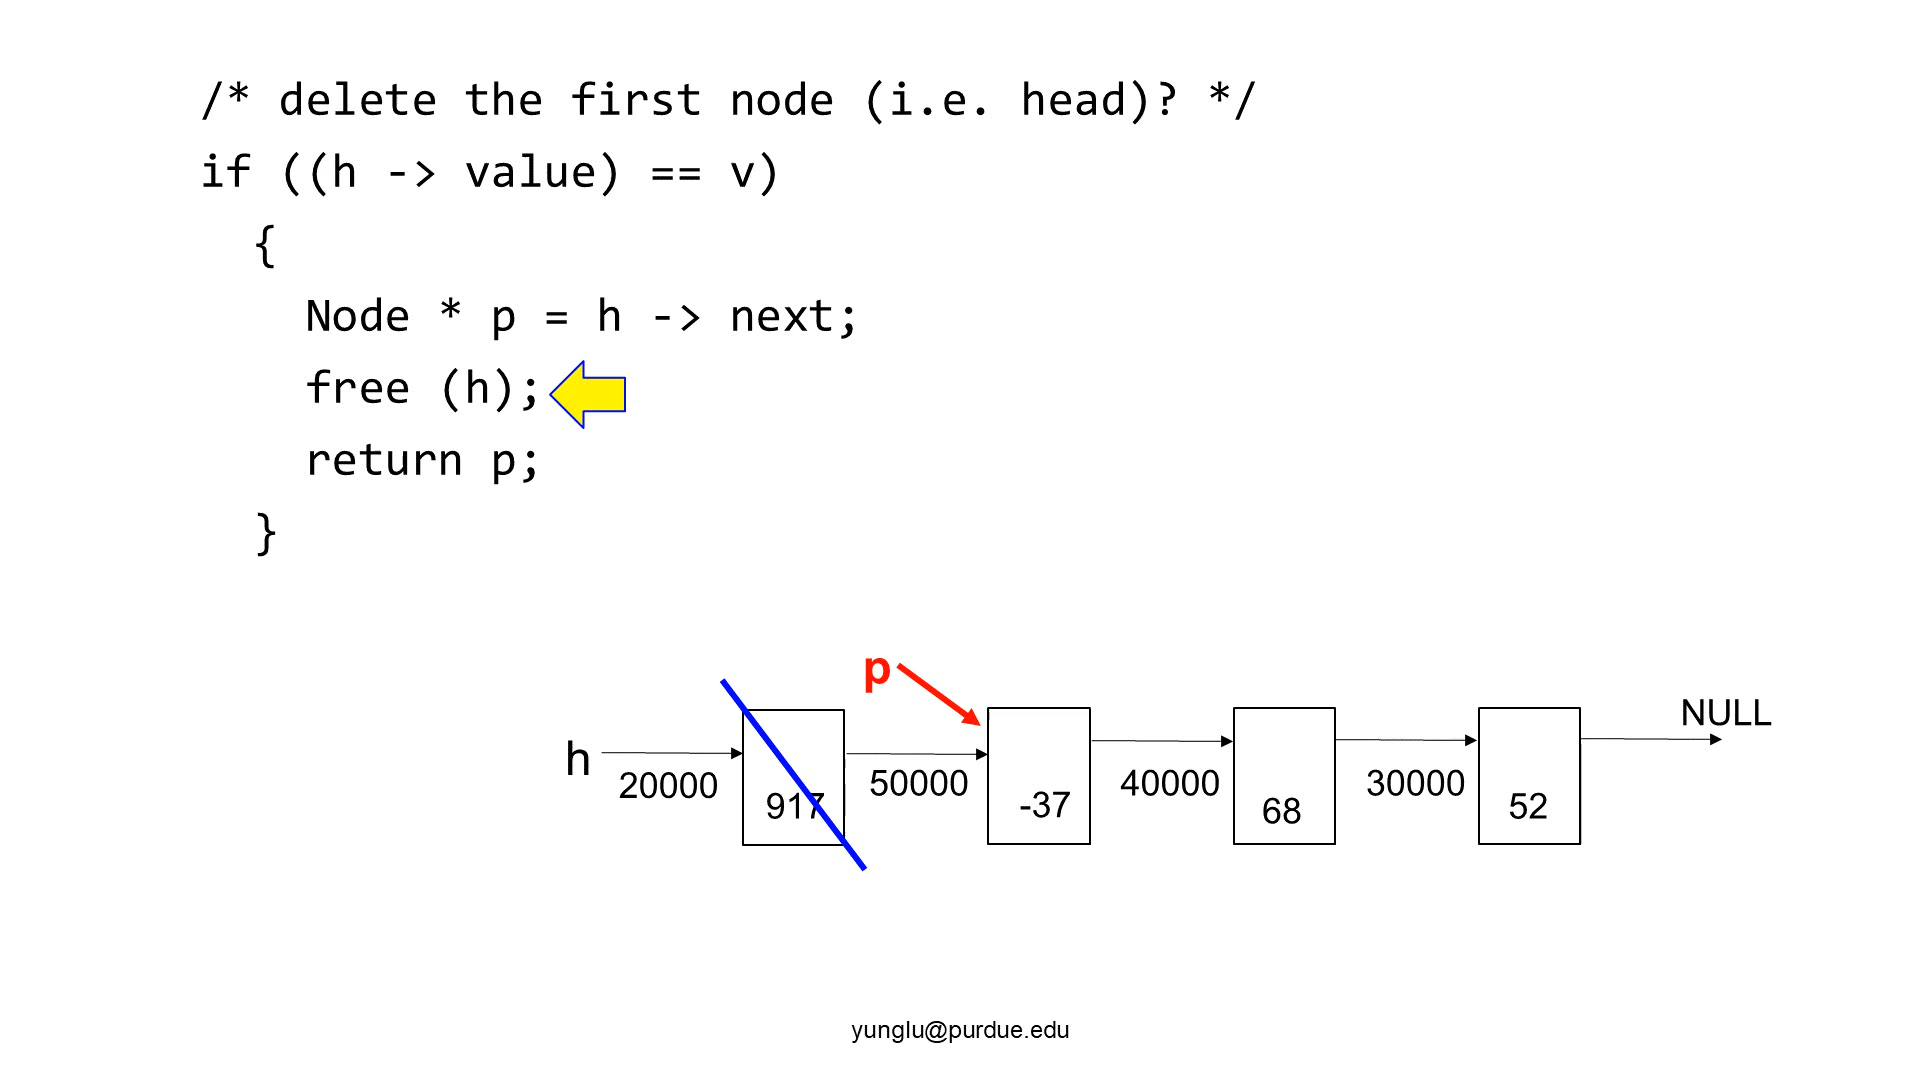 /* delete the first node (i.e. head)? */
if ((h -> value) == v)
{
Node * p = h -> next;
free (h);
return p;
}
p
NULL
h 20000 917 50000 -37 40000 68 30000 52
yunglu@purdue.edu